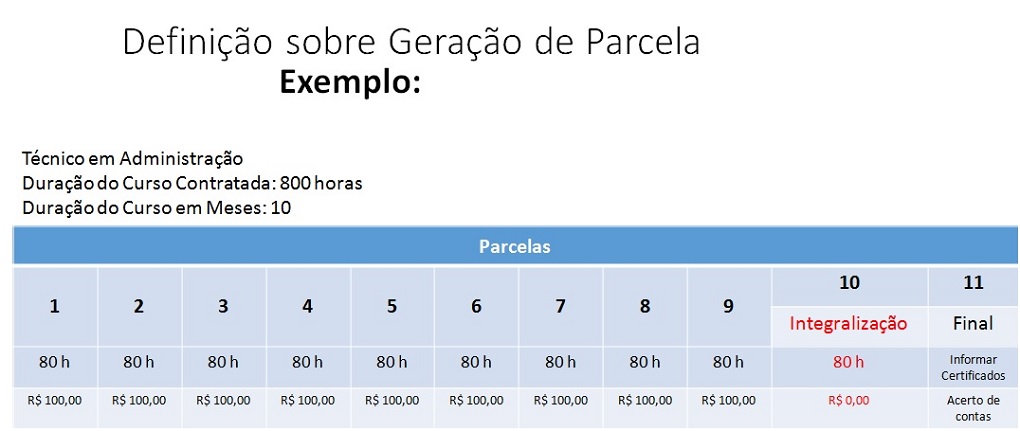 Definição sobre Geração de Parcela
Exemplo:
Técnico em Administração
Duração do Curso Contratada: 800 horas
Duração do Curso em Meses: 10
Parcelas
1 2 3 4 5 6 7 8 9 10 11
Integralização Final
80 h 80 h 80 h 80 h 80 h 80 h 80 h 80 h 80 h 80 h Informar
Certificados
R$ 100,00 R$ 100,00 R$ 100,00 R$ 100,00 R$ 100,00 R$ 100,00 R$ 100,00 R$ 100,00 R$ 100,00 R$ 0,00 Acerto de
contas